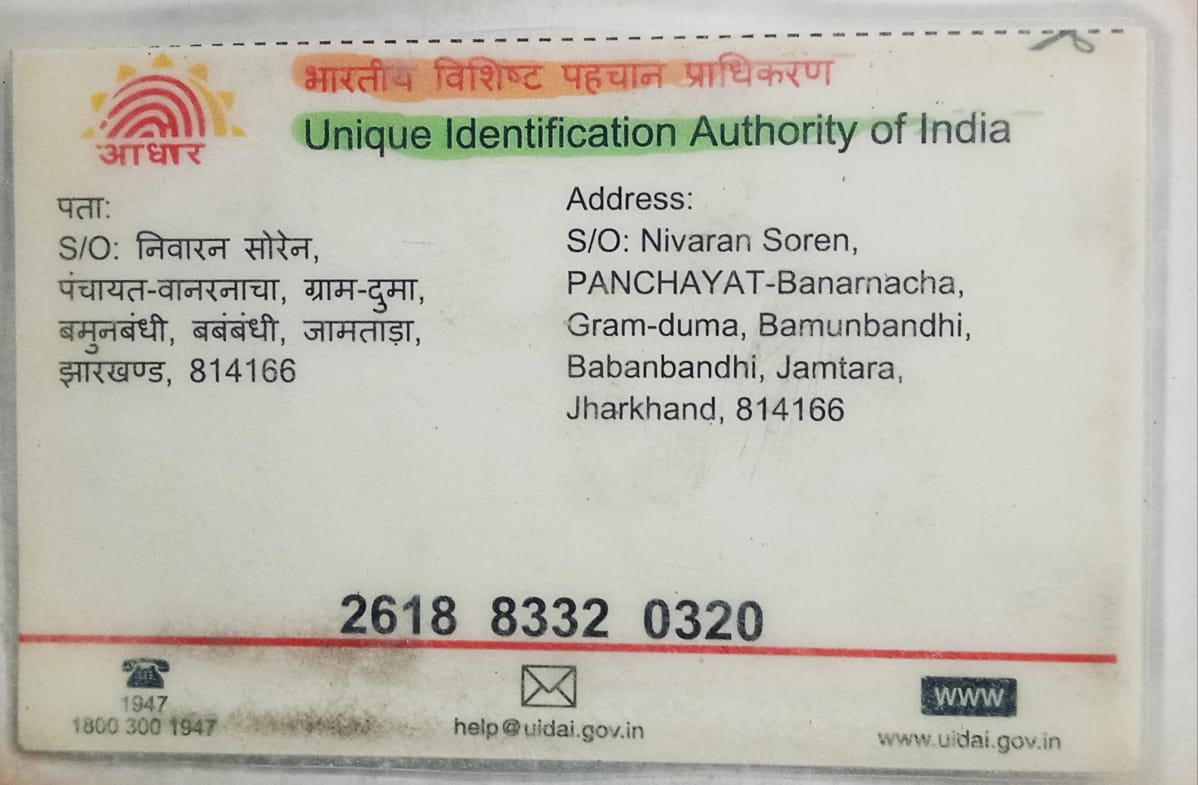 भारतीय विशिष्ट पहचान प्राधिकरण
Unique Identification Authority of India
आधार
पता:
S/O: निवारन सोरेन,
पंचायत-वानरनाचा, ग्राम-दुमा,
बमुनबंधी, बबंबंधी, जामताड़ा,
झारखण्ड, 814166
Address:
S/O: Nivaran Soren,
PANCHAYAT-Banarnacha,
Gram-duma, Bamunbandhi,
Babanbandhi, Jamtara,
Jharkhand, 814166
2618 8332 0320
1947
1800 300 1947
help@uidai.gov.in
WWW
www.uidai.gov.in